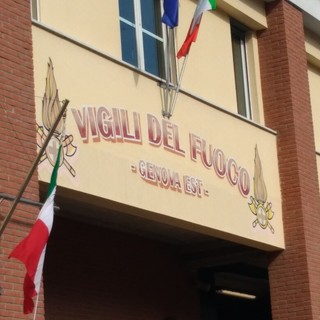 VIGILI DEL FUOCO
- GENOVA EST -